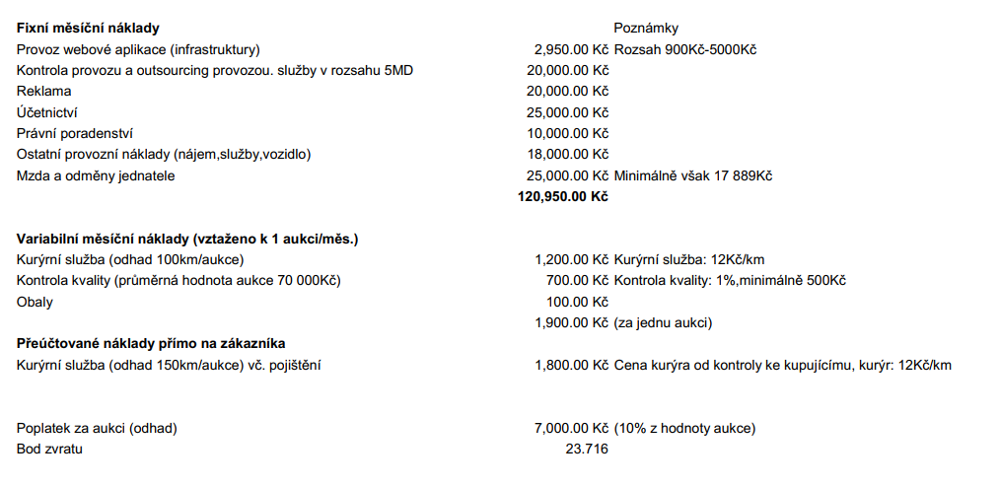 Fixní měsíční náklady Poznámky
Provoz webové aplikace (infrastruktury) 2,950.00 Kč Rozsah 900Kč-5000Kč
Kontrola provozu a outsourcing provozou. služby v rozsahu 5MD 20,000.00 Kč
Reklama 20,000.00 Kč
Účetnictví 25,000.00 Kč
Právní poradenství 10,000.00 Kč
Ostatní provozní náklady (nájem,služby,vozidlo) 18,000.00 Kč
Mzda a odměny jednatele 25,000.00 Kč Minimálně však 17 889Kč
120,950.00 Kč
Variabilní měsíční náklady (vztaženo k 1 aukci/měs.)
Kurýrní služba (odhad 100km/aukce) 1,200.00 Kč Kurýrní služba: 12Kč/km
Kontrola kvality (průměrná hodnota aukce 70 000Kč) 700.00 Kč Kontrola kvality: 1%,minimálně 500Kč
Obaly 100.00 Kč
1,900.00 Kč (za jednu aukci)
Přeúčtované náklady přímo na zákazníka
Kurýrní služba (odhad 150km/aukce) vč. pojištění 1,800.00 Kč Cena kurýra od kontroly ke kupujícímu, kurýr: 12Kč/km
Poplatek za aukci (odhad) 7,000.00 Kč (10% z hodnoty aukce)
Bod zvratu 23.716